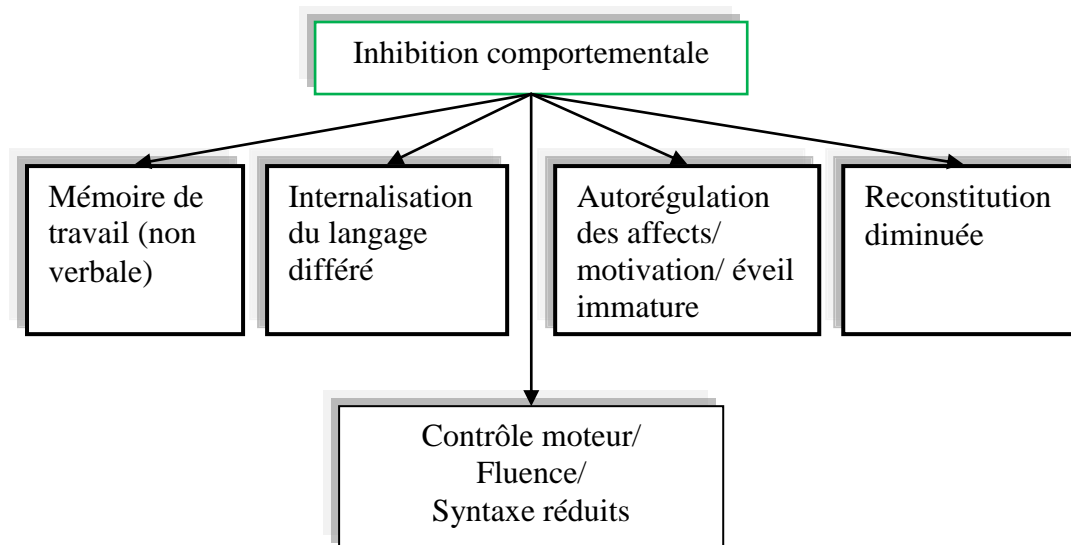 Inhibition comportementale
Mémoire de
travail (non
verbale)
Internalisation
du langage
différé
Autorégulation
des affects/
motivation/ éveil
immature
Reconstitution
diminuée
Contrôle moteur/
Fluence/
Syntaxe réduits